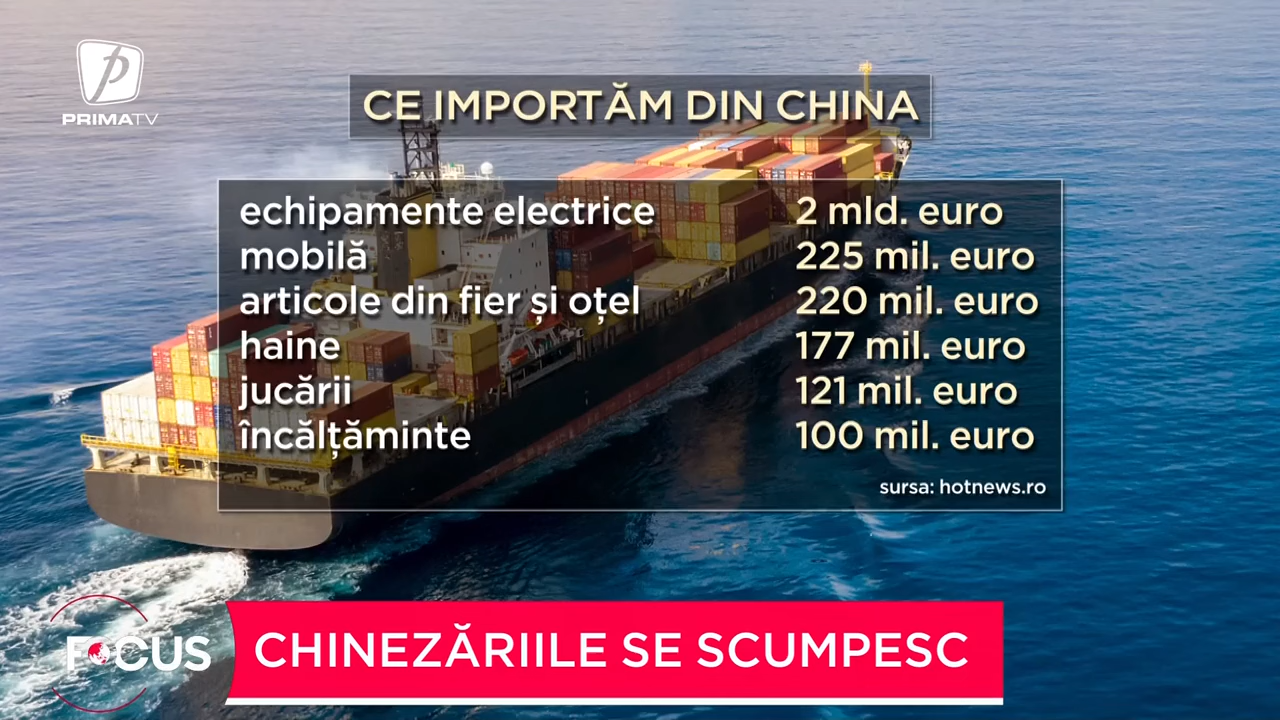 PRIMATV
CE IMPORTĂM DIN CHINA
echipamente electrice 2 mld. euro
mobilă 225 mil. euro
articole din fier și oțel 220 mil. euro
haine 177 mil. euro
jucării 121 mil. euro
încălțăminte 100 mil. euro
sursa: hotnews.ro
FOCUS
CHINEZĂRIILE SE SCUMPESC